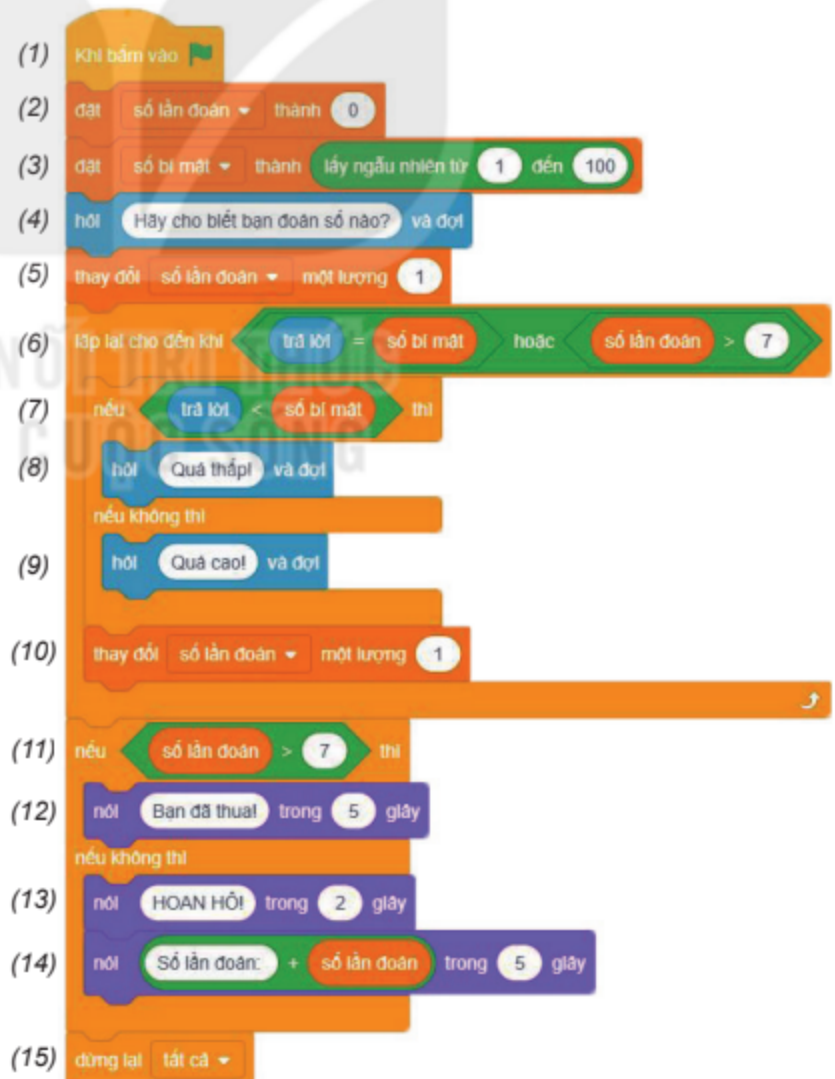 (1) Khi bấm vào
(2) đặt số lần đoán thành 0
(3) đặt số bí mật thành lấy ngẫu nhiên từ 1 đến 100
(4) hỏi Hãy cho biết bạn đoán số nào? và đợi
(5) thay đổi số lần đoán một lượng 1
(6) lặp lại cho đến khi trả lời = số bí mật hoặc số lần đoán > 7
NỐI TRI THỨC
(7) nếu trả lời < số bí mật thì
CUỘC SỐNG
(8) hỏi Quá thấp! và đợi
nếu không thì
(9) hỏi Quá cao! và đợi
(10) thay đổi số lần đoán một lượng 1
(11) nếu số lần đoán > 7 thì
(12) nói Bạn đã thua! trong 5 giây
nếu không thì
(13) nói HOAN HÔ! trong 2 giây
(14) nói Số lần đoán: + số lần đoán trong 5 giây
(15) dừng lại tất cả